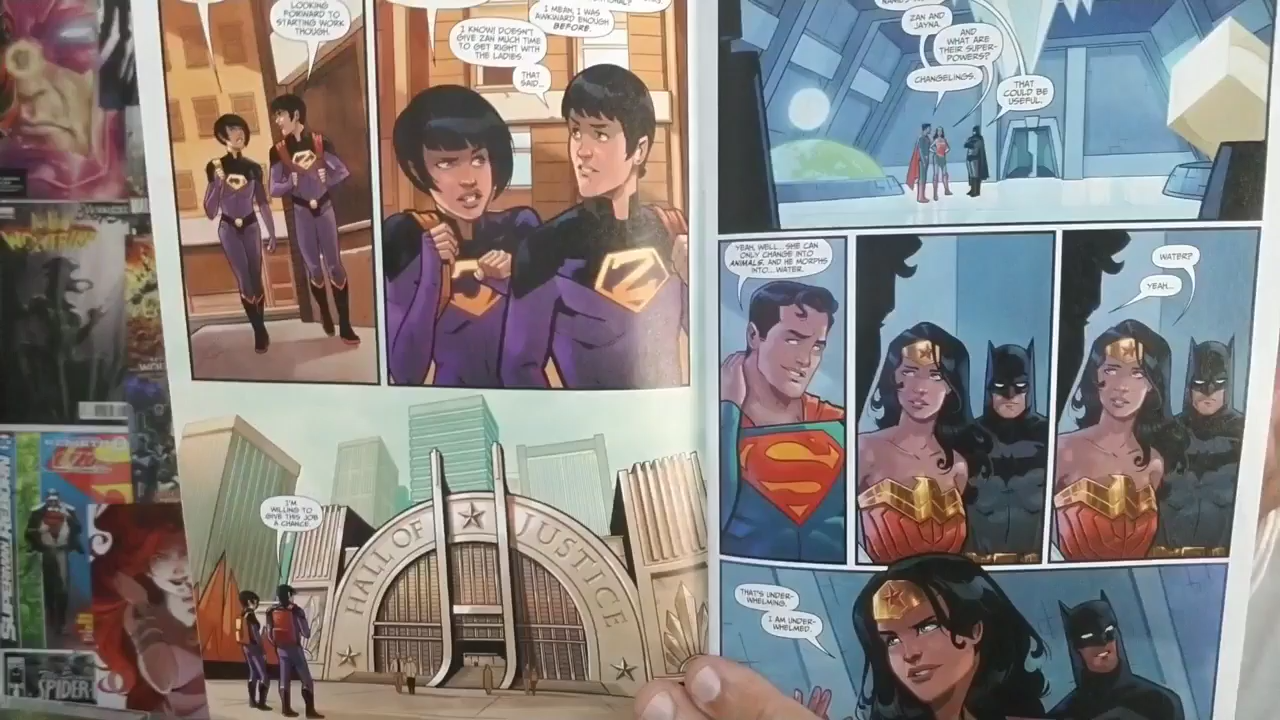 LOOKING
FORWARD TO
STARTING WORK
THOUGH.
I MEAN, I WAS
AWKWARD ENOUGH
BEFORE.
I KNOW! DOESN'T
GIVE ZAN MUCH TIME
TO GET RIGHT WITH
THE LADIES.
THAT
SAID...
Z
I'M
WILLING TO
GIVE THIS JOB
A CHANCE.
HALL OF JUSTICE
ZAN AND
JAYNA.
AND
WHAT ARE
THEIR SUPER-
POWERS?
CHANGELINGS.
THAT
COULD BE
USEFUL.
YEAH, WELL... SHE CAN
ONLY CHANGE INTO
ANIMALS. AND HE MORPHS
INTO... WATER.
S
WATER?
YEAH...
THAT'S UNDER-
WHELMING.
I AM UNDER-
WHELMED.
SUPERMAN REBORN
SPIDER-